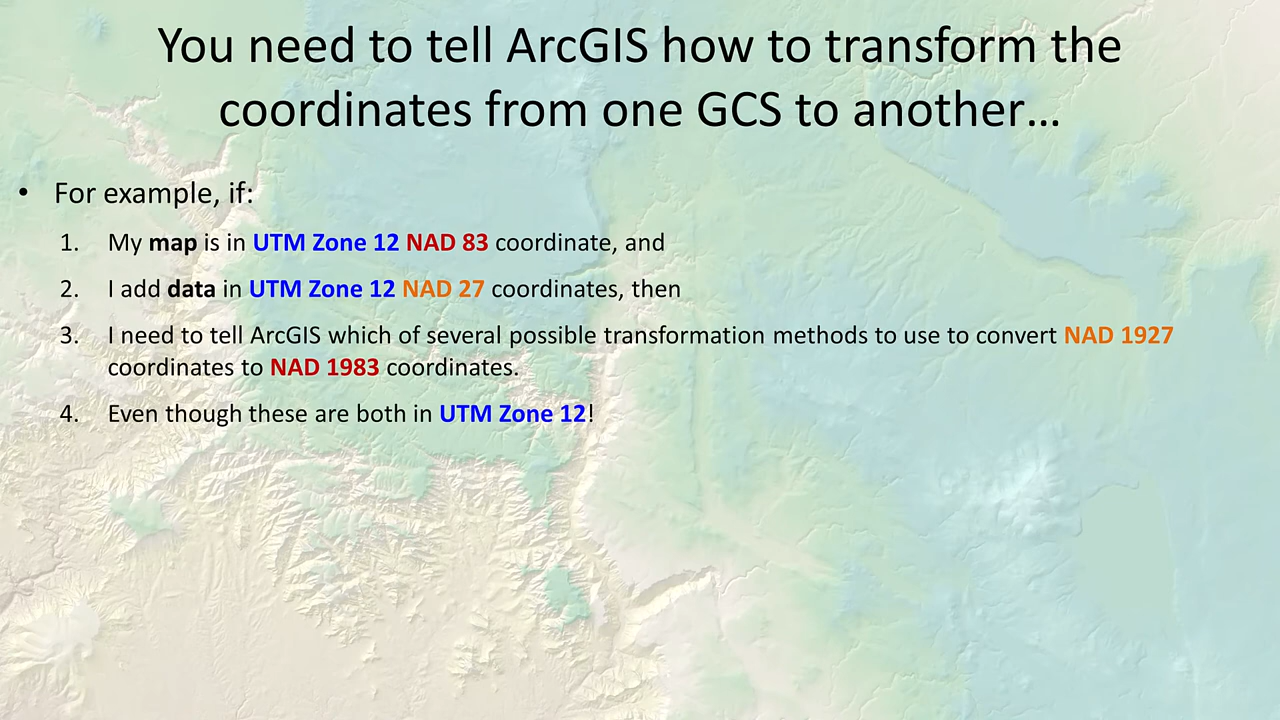 You need to tell ArcGIS how to transform the
coordinates from one GCS to another…
• For example, if:
1. My map is in UTM Zone 12 NAD 83 coordinate, and
2. I add data in UTM Zone 12 NAD 27 coordinates, then
3. I need to tell ArcGIS which of several possible transformation methods to use to convert NAD 1927
coordinates to NAD 1983 coordinates.
4. Even though these are both in UTM Zone 12!